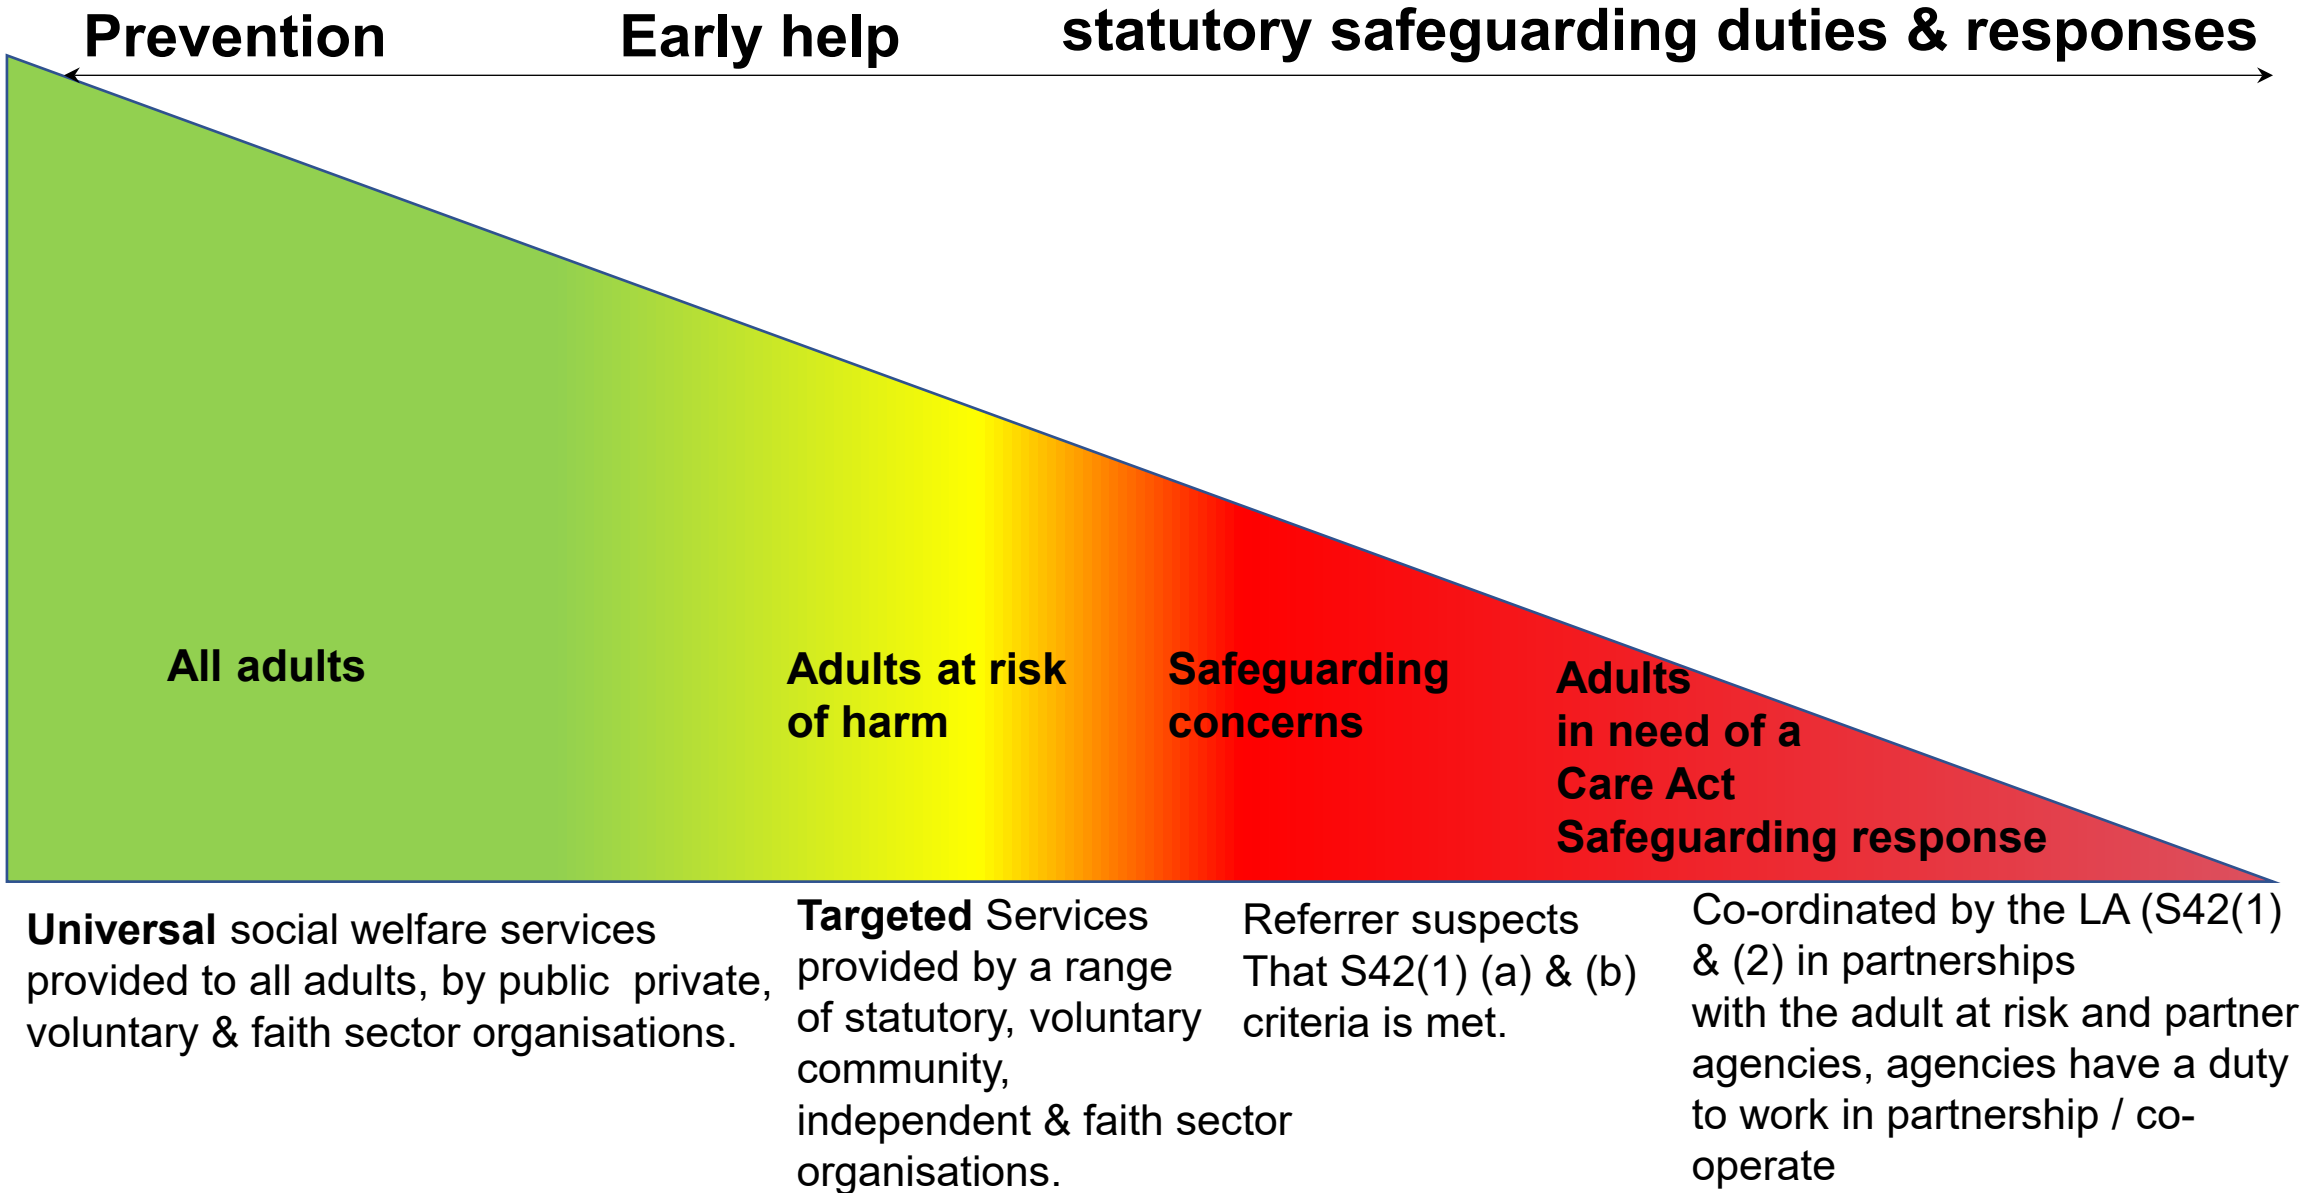 Prevention
Early help
statutory safeguarding duties & responses
All adults
Adults at risk
of harm
Safeguarding
concerns
Adults
in need of a
Care Act
Safeguarding response
Universal social welfare services
provided to all adults, by public  private,
voluntary & faith sector organisations.
Targeted Services
provided by a range
of statutory, voluntary
community,
independent & faith sector
organisations.
Referrer suspects
That S42(1) (a) & (b)
criteria is met.
Co-ordinated by the LA (S42(1)
& (2) in partnerships
with the adult at risk and partner
agencies, agencies have a duty
to work in partnership / co-
operate